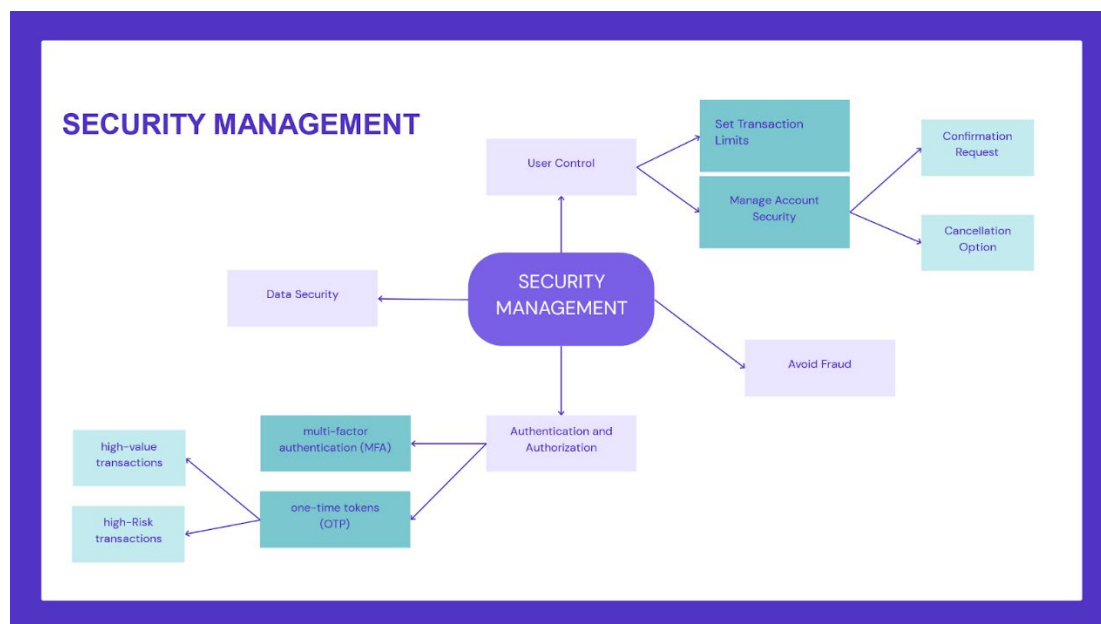 SECURITY MANAGEMENT
Set Transaction
Limits
Confirmation
Request
User Control
Manage Account
Security
Cancellation
Option
SECURITY
MANAGEMENT
Data Security
Avoid Fraud
multi-factor
authentication (MFA)
Authentication and
Authorization
high-value
transactions
one-time tokens
(OTP)
high-Risk
transactions